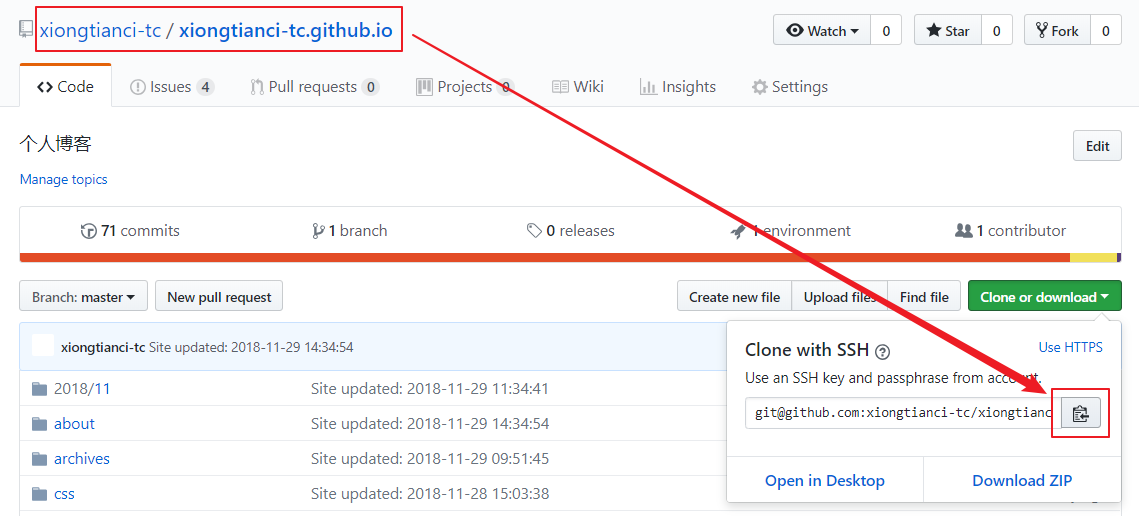 xiongtianci-tc / xiongtianci-tc.github.io
Watch 0 Star 0 Fork 0
Code Issues 4 Pull requests 0 Projects 0 Wiki Insights Settings
个人博客
Edit
Manage topics
71 commits 1 branch 0 releases 1 environment 1 contributor
Branch: master New pull request Create new file Upload files Find file Clone or download
xiongtianci-tc Site updated: 2018-11-29 14:34:54
Clone with SSH ? Use HTTPS
Use an SSH key and passphrase from account.
git@github.com:xiongtianci-tc/xiongtianc
Open in Desktop Download ZIP
2018/11 Site updated: 2018-11-29 11:34:41
about Site updated: 2018-11-29 14:34:54
archives Site updated: 2018-11-29 09:51:45
css Site updated: 2018-11-28 15:03:38